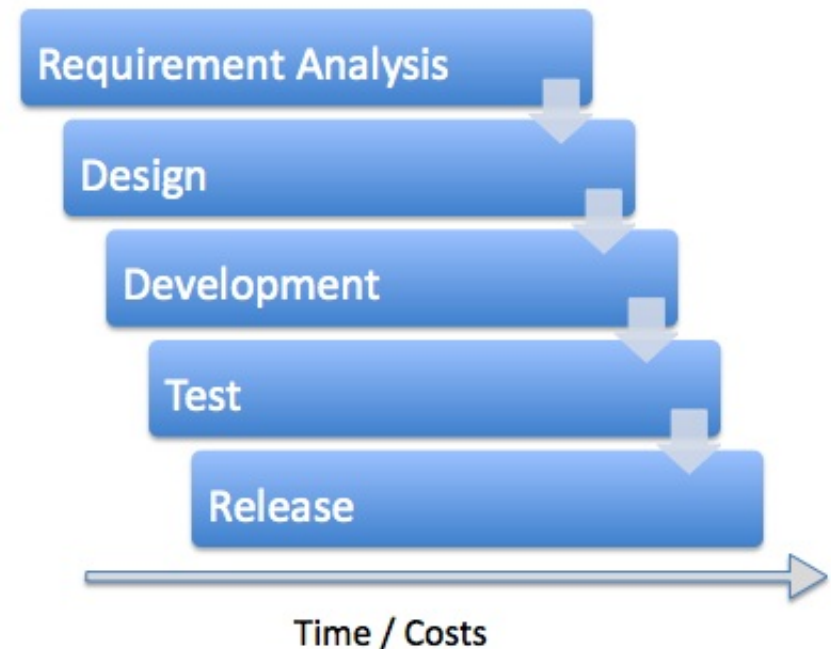 Requirement Analysis
Design
Development
Test
Release
Time / Costs